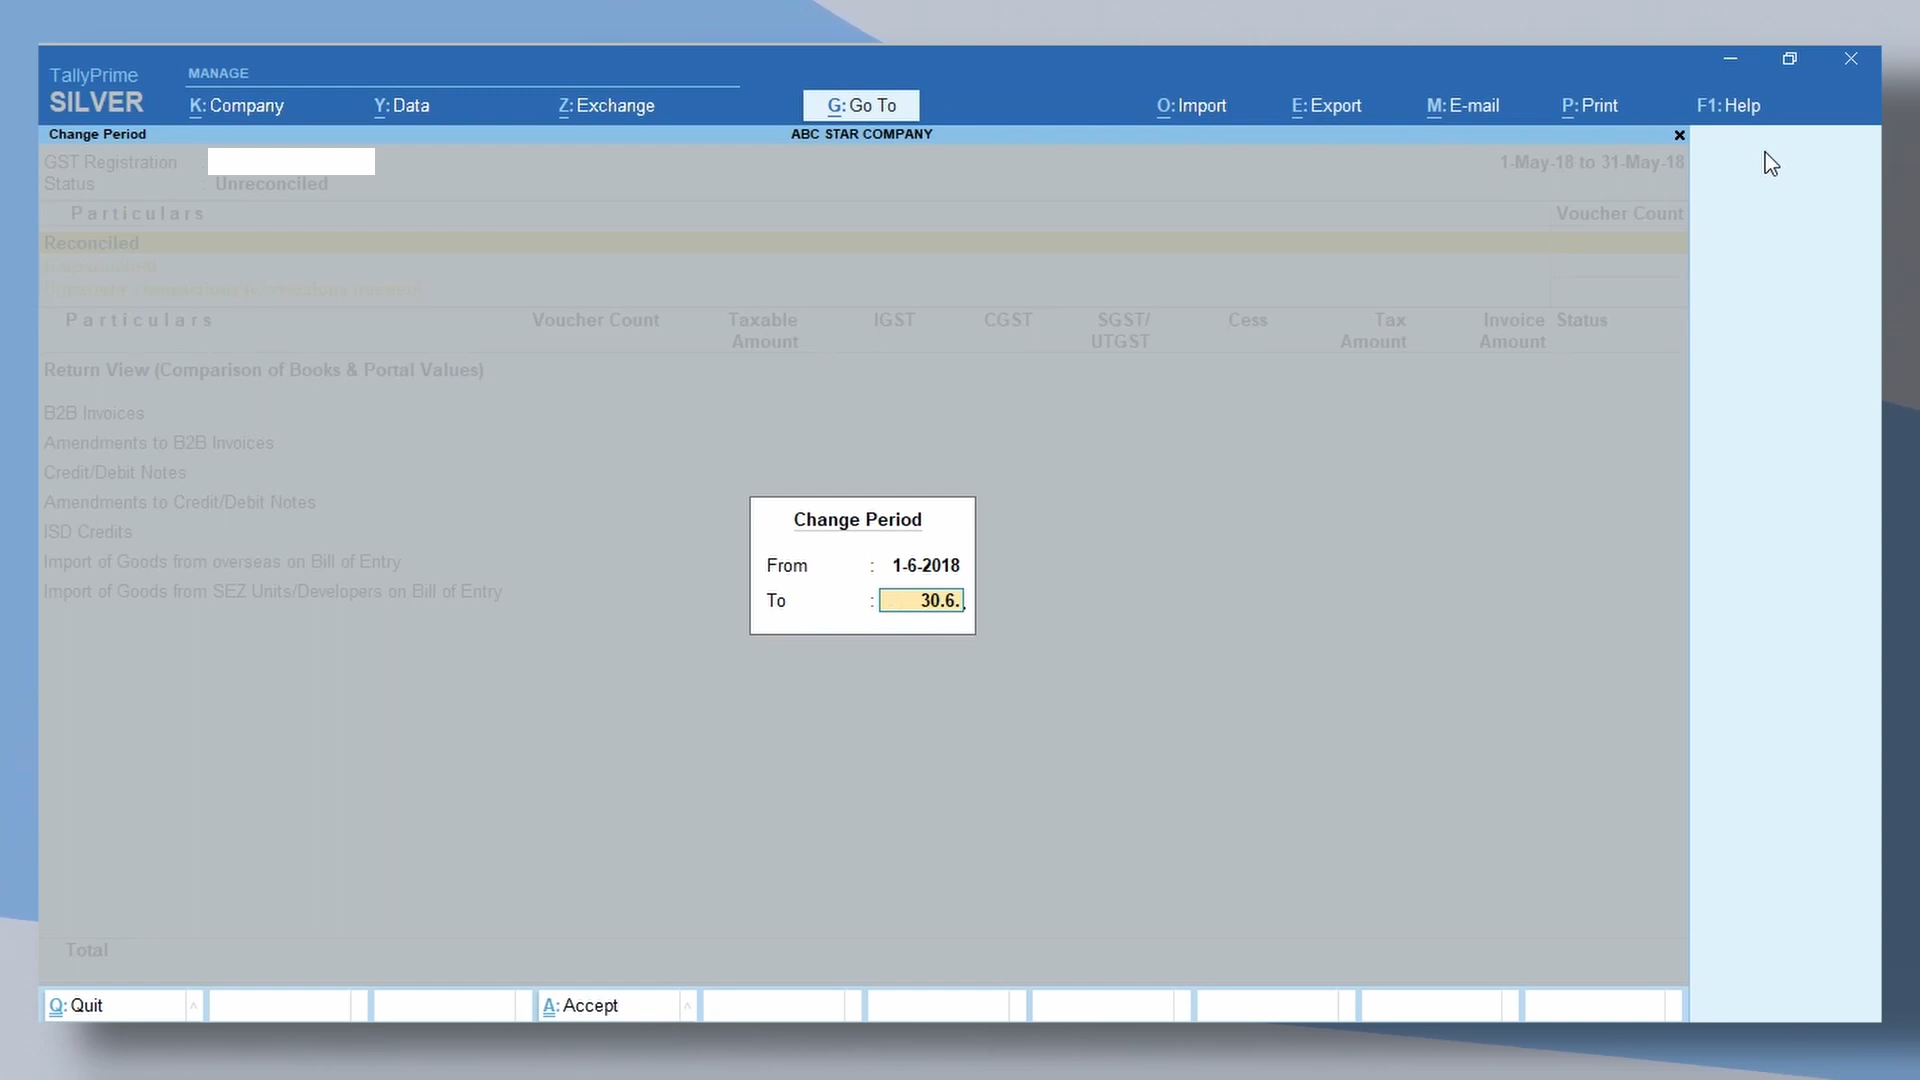 TallyPrime
SILVER
MANAGE
K: Company
Y: Data
Z: Exchange
G: Go To
O: Import
E: Export
M: E-mail
P: Print
F1: Help
Change Period
ABC STAR COMPANY
GST Registration
1-May-18 to 31-May-18
Status : Unreconciled
Particulars
Voucher Count
Reconciled
Particulars
Voucher Count
Taxable Amount
IGST
CGST
SGST/ UTGST
Cess
Tax Amount
Invoice Amount
Status
Return View (Comparison of Books & Portal Values)
B2B Invoices
Amendments to B2B Invoices
Credit/Debit Notes
Amendments to Credit/Debit Notes
ISD Credits
Import of Goods from overseas on Bill of Entry
Import of Goods from SEZ Units/Developers on Bill of Entry
Change Period
From : 1-6-2018
To : 30.6.
Total
Q: Quit
A: Accept